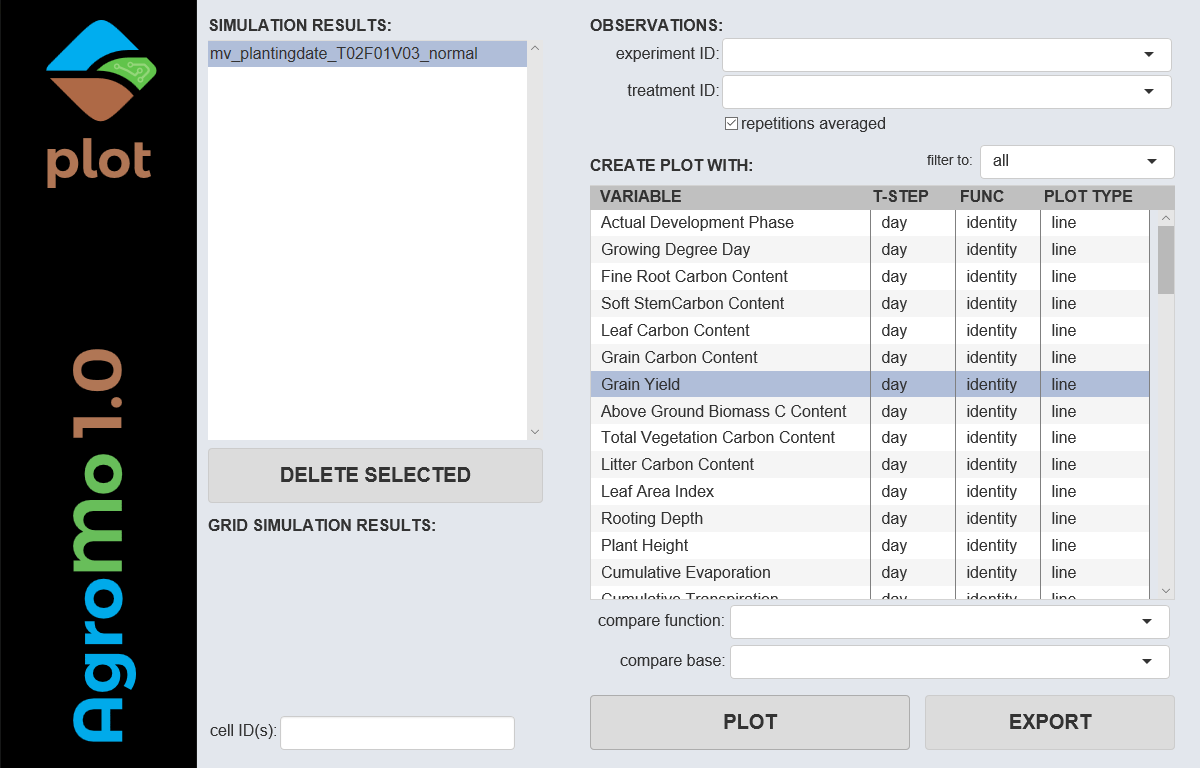 plot
Agromo 1.0
SIMULATION RESULTS:
mv_plantingdate_T02F01V03_normal
DELETE SELECTED
GRID SIMULATION RESULTS:
cell ID(s):
OBSERVATIONS:
experiment ID:
treatment ID:
repetitions averaged
CREATE PLOT WITH:
filter to: all
VARIABLE T-STEP FUNC PLOT TYPE
Actual Development Phase day identity line
Growing Degree Day day identity line
Fine Root Carbon Content day identity line
Soft StemCarbon Content day identity line
Leaf Carbon Content day identity line
Grain Carbon Content day identity line
Grain Yield day identity line
Above Ground Biomass C Content day identity line
Total Vegetation Carbon Content day identity line
Litter Carbon Content day identity line
Leaf Area Index day identity line
Rooting Depth day identity line
Plant Height day identity line
Cumulative Evaporation day identity line
Cumulative Transpiration day identity line
compare function:
compare base:
PLOT
EXPORT